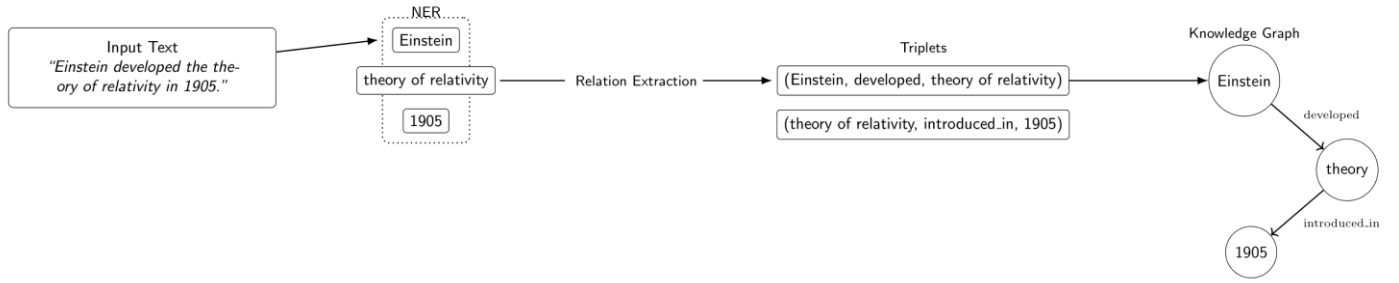 Input Text
“Einstein developed the the-
ory of relativity in 1905.”
NER
Einstein
theory of relativity
1905
Relation Extraction
Triplets
(Einstein, developed, theory of relativity)
(theory of relativity, introduced_in, 1905)
Knowledge Graph
Einstein
developed
theory
introduced_in
1905